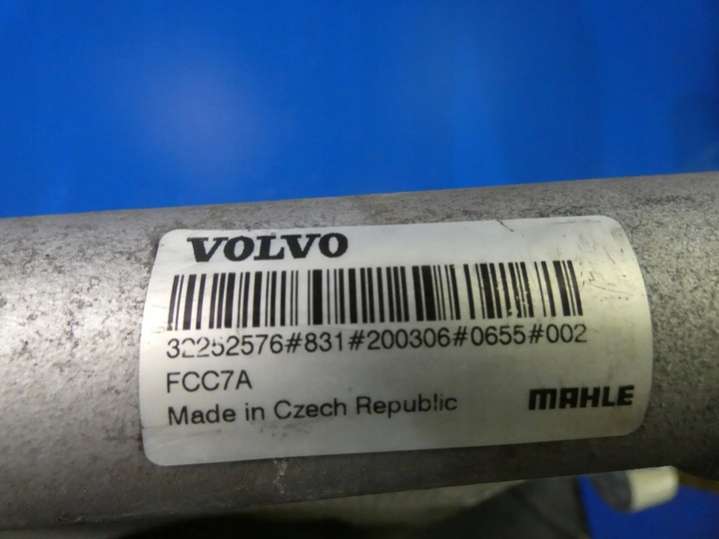 VOLVO
32252576#831#200306#0655#002
FCC7A
Made in Czech Republic
MAHLE